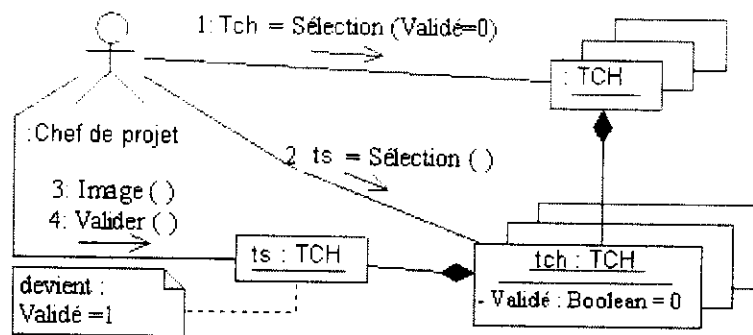 1: Tch = Sélection (Validé=0)
: TCH
:Chef de projet
2 ts = Sélection ( )
3: Image ( )
4: Valider ( )
ts : TCH
tch : TCH
- Validé : Boolean = 0
devient :
Validé =1